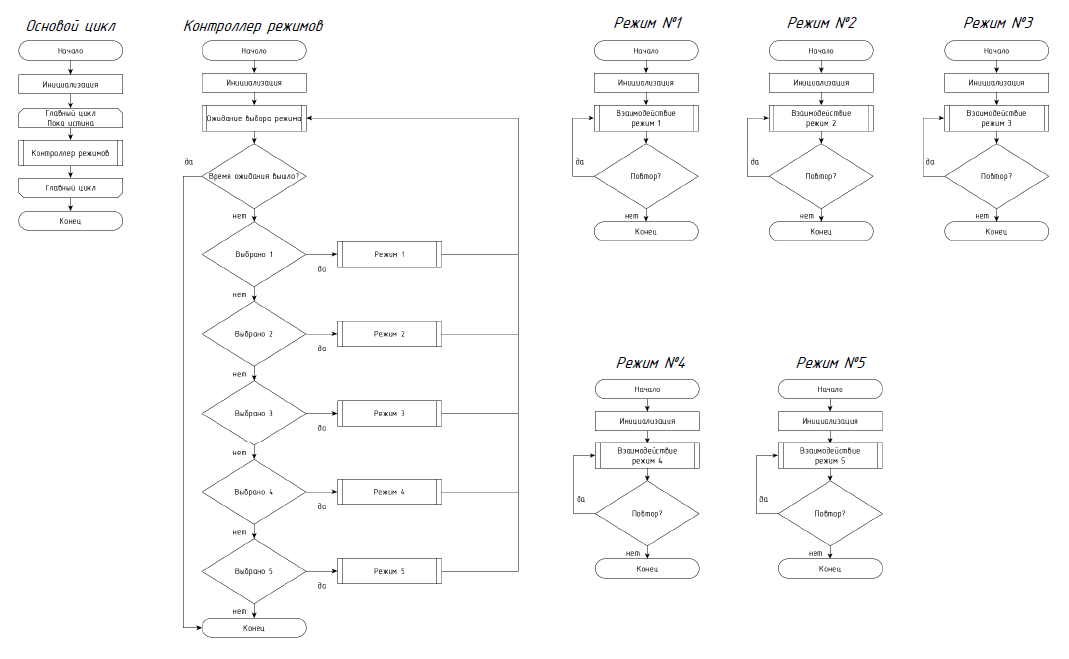 Основой цикл
Начало
Инициализация
Главный цикл
Пока истина
Контроллер режимов
Главный цикл
Конец
Контроллер режимов
Начало
Инициализация
Ожидание выбора режима
Время ожидания вышло?
да
нет
Выбрано 1
да
Режим 1
нет
Выбрано 2
да
Режим 2
нет
Выбрано 3
да
Режим 3
нет
Выбрано 4
да
Режим 4
нет
Выбрано 5
да
Режим 5
нет
Конец
Режим №1
Начало
Инициализация
Взаимодействие
режим 1
да
Повтор?
нет
Конец
Режим №2
Начало
Инициализация
Взаимодействие
режим 2
да
Повтор?
нет
Конец
Режим №3
Начало
Инициализация
Взаимодействие
режим 3
да
Повтор?
нет
Конец
Режим №4
Начало
Инициализация
Взаимодействие
режим 4
да
Повтор?
нет
Конец
Режим №5
Начало
Инициализация
Взаимодействие
режим 5
да
Повтор?
нет
Конец